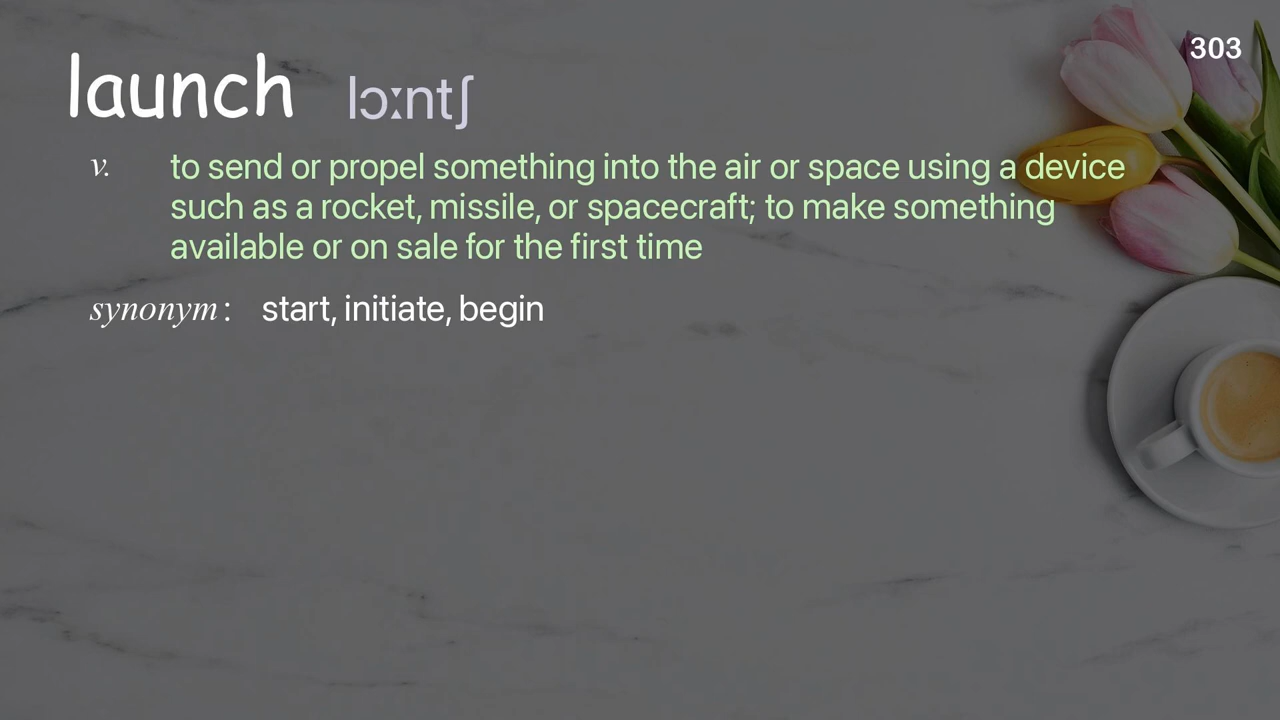 303
launch lɔːntʃ
v. to send or propel something into the air or space using a device
such as a rocket, missile, or spacecraft; to make something
available or on sale for the first time
synonym: start, initiate, begin